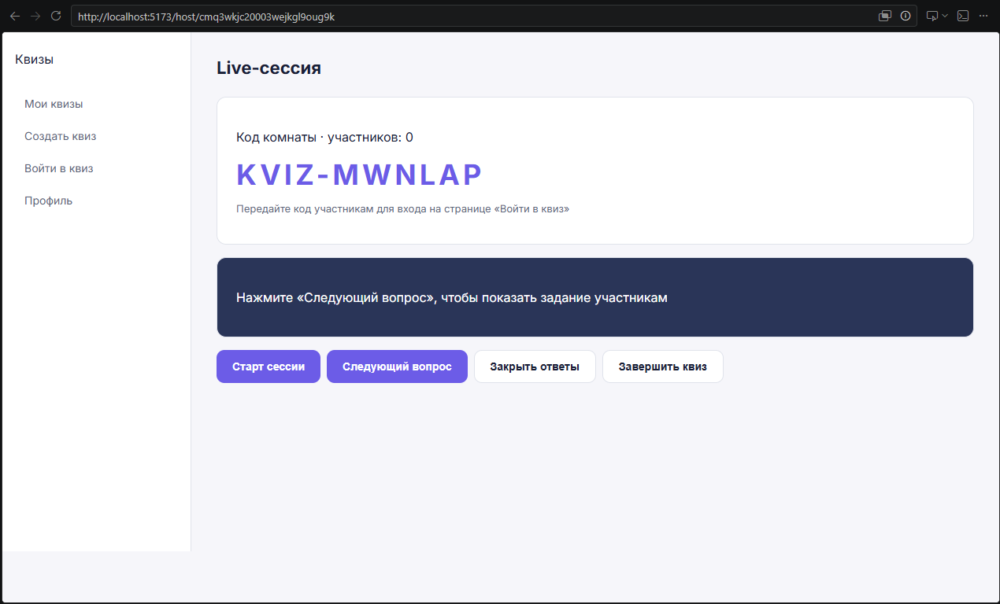 http://localhost:5173/host/cmq3wkjc20003wejkgl9oug9k
Квизы
Мои квизы
Создать квиз
Войти в квиз
Профиль
Live-сессия
Код комнаты · участников: 0
KVIZ-MWNLAP
Передайте код участникам для входа на странице «Войти в квиз»
Нажмите «Следующий вопрос», чтобы показать задание участникам
Старт сессии
Следующий вопрос
Закрыть ответы
Завершить квиз